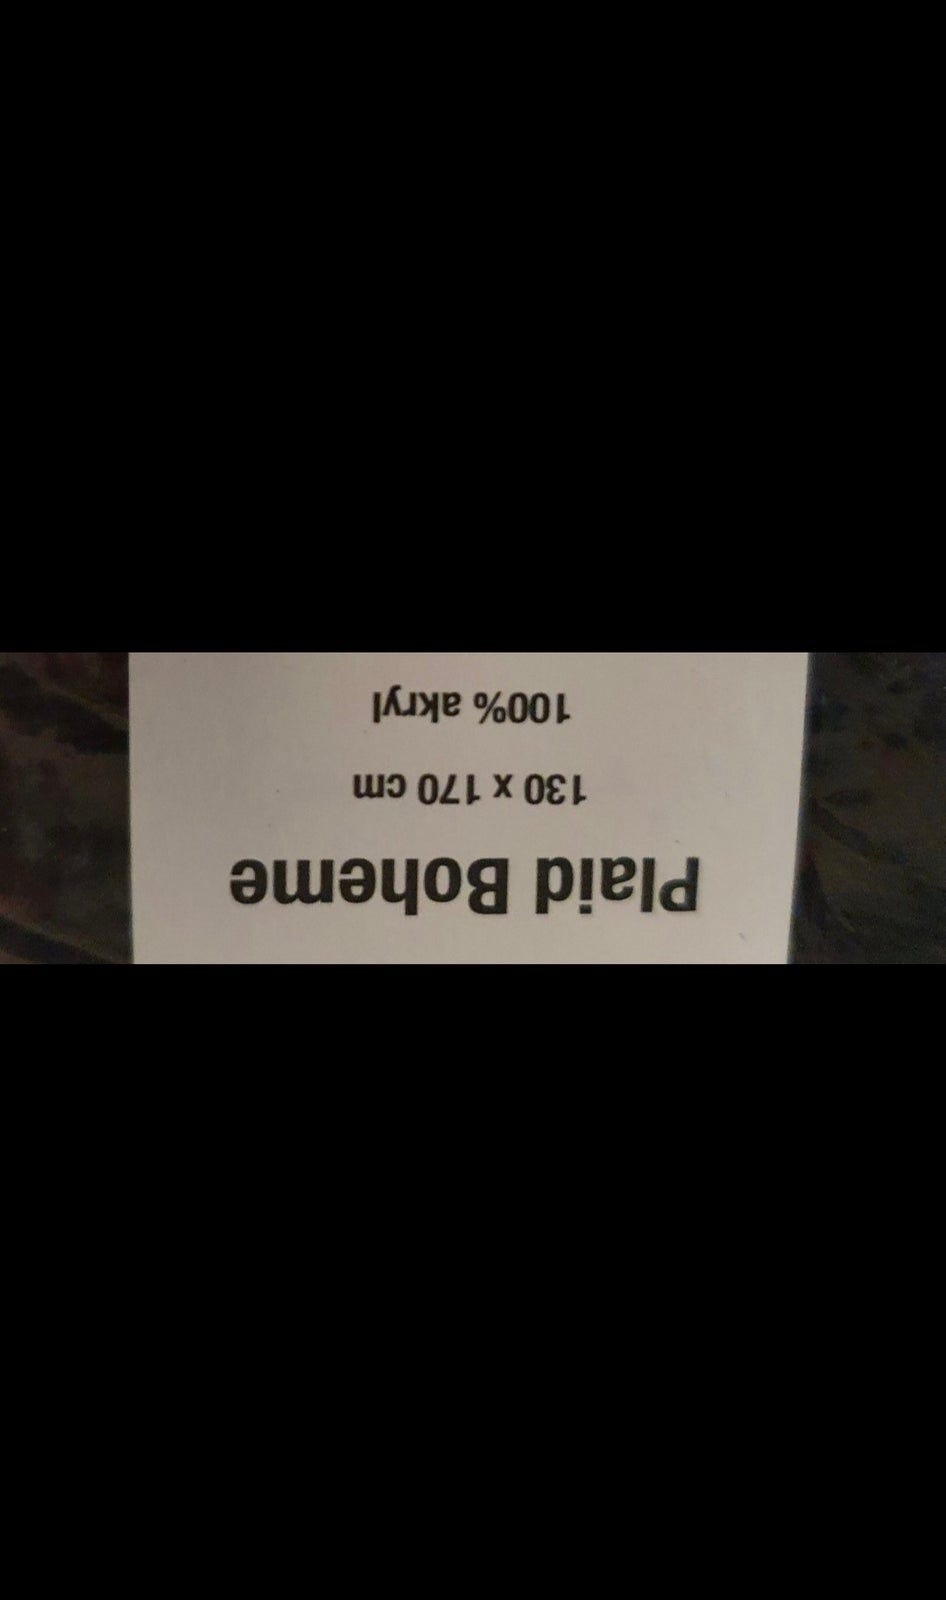 Plaid Boheme
130 x 170 cm
100% akryl